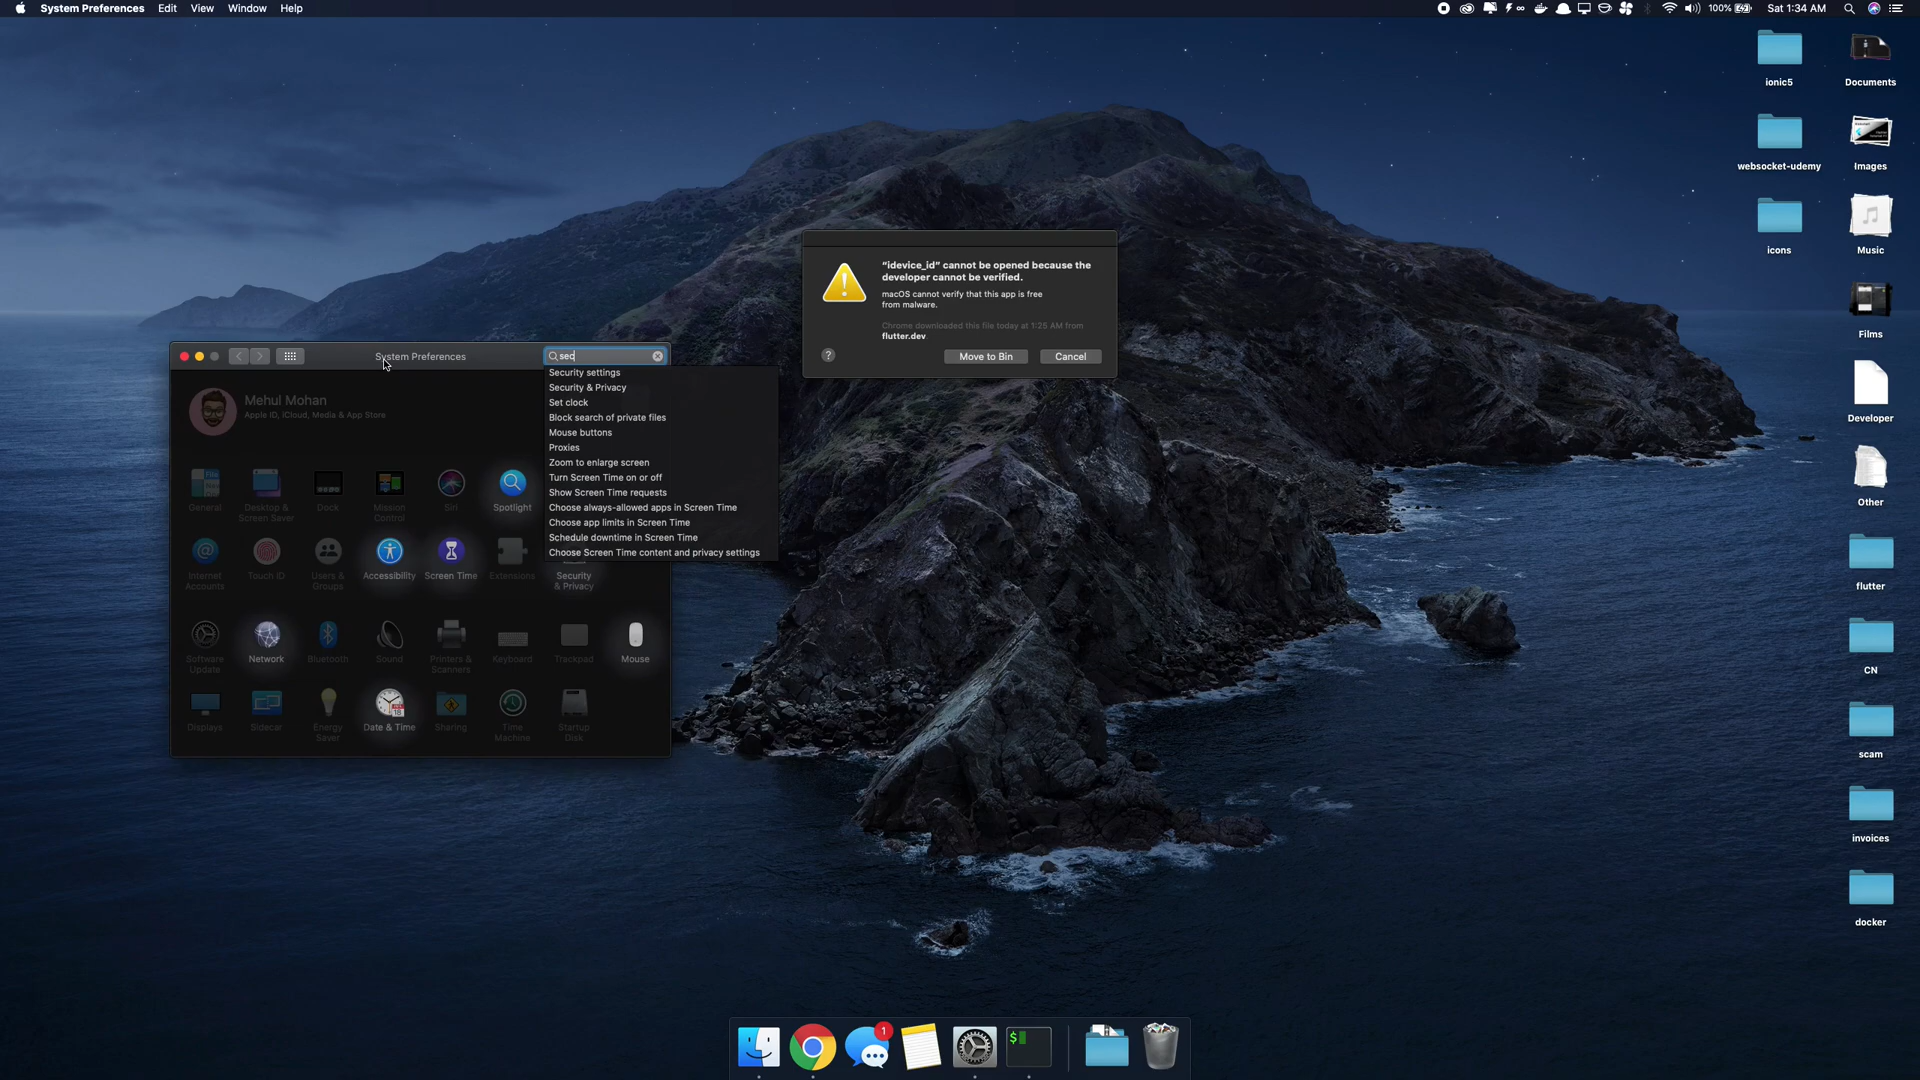 System Preferences Edit View Window Help
100% Sat 1:34 AM
ionic5
Documents
websocket-udemy
Images
icons
Music
Films
Developer
Other
flutter
CN
scam
invoices
docker
"idevice_id" cannot be opened because the
developer cannot be verified.
macOS cannot verify that this app is free
from malware.
Chrome downloaded this file today at 1:25 AM from
flutter.dev
?
Move to Bin
Cancel
System Preferences
sec
Security settings
Security & Privacy
Set clock
Block search of private files
Mouse buttons
Proxies
Zoom to enlarge screen
Turn Screen Time on or off
Show Screen Time requests
Choose always-allowed apps in Screen Time
Choose app limits in Screen Time
Schedule downtime in Screen Time
Choose Screen Time content and privacy settings
Mehul Mohan
Apple ID, iCloud, Media & App Store
General
Desktop &
Screen Saver
Dock
Mission
Control
Siri
Spotlight
Internet
Accounts
Touch ID
Users &
Groups
Accessibility
Screen Time
Extensions
Security
& Privacy
Software
Update
Network
Bluetooth
Sound
Printers &
Scanners
Keyboard
Trackpad
Mouse
Displays
Sidecar
Energy
Saver
Date & Time
Sharing
Time
Machine
Startup
Disk
1
$